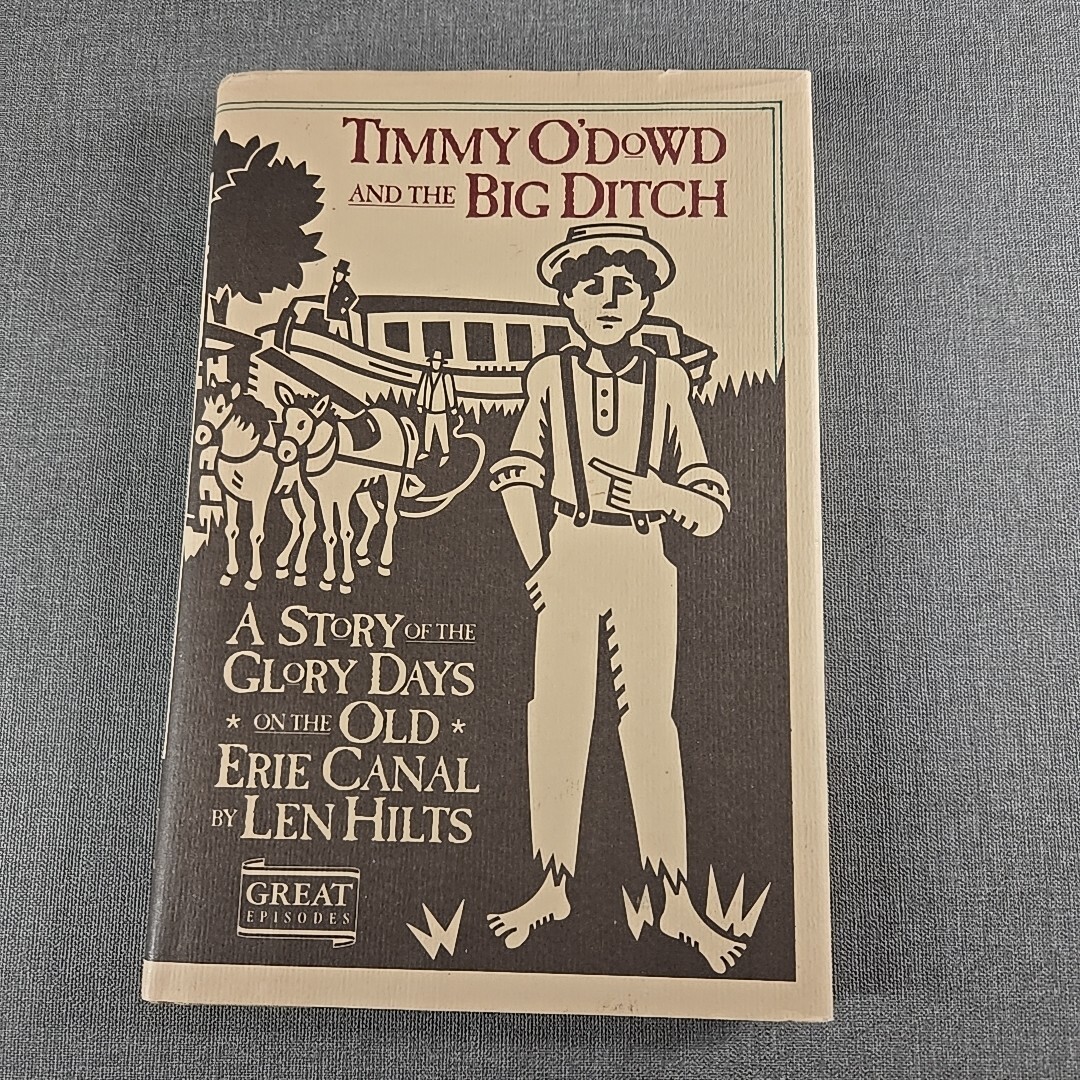 TIMMY O'DOWD
AND THE BIG DITCH
A STORY OF THE
GLORY DAYS
* ON THE OLD *
ERIE CANAL
BY LEN HILTS
GREAT
EPISODES